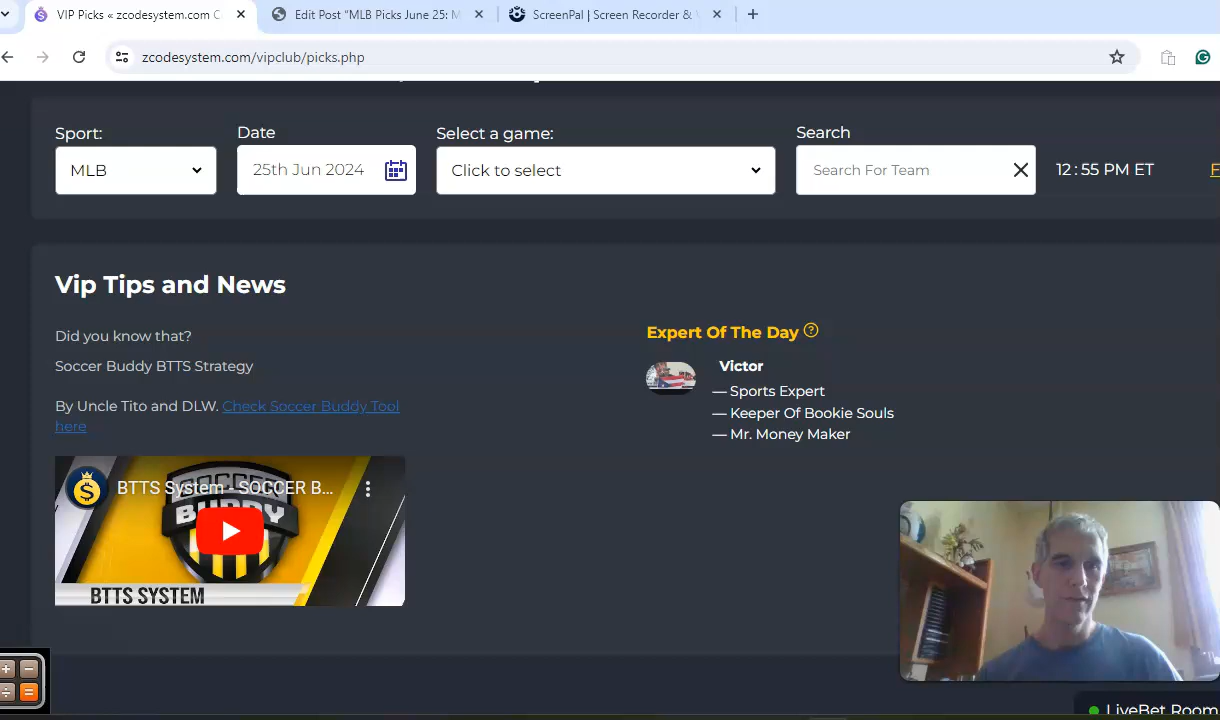 VIP Picks « zcodesystem.com C
Edit Post "MLB Picks June 25: M
ScreenPal | Screen Recorder &
zcodesystem.com/vipclub/picks.php
Sport:
Date
Select a game:
Search
MLB
25th Jun 2024
Click to select
Search For Team
12:55 PM ET
Vip Tips and News
Did you know that?
Soccer Buddy BTTS Strategy
By Uncle Tito and DLW. Check Soccer Buddy Tool
here
Expert Of The Day ?
Victor
— Sports Expert
— Keeper Of Bookie Souls
— Mr. Money Maker
BTTS System - SOCCER B...
SOCCER
BUDDY
BTTS SYSTEM
LiveBet Room